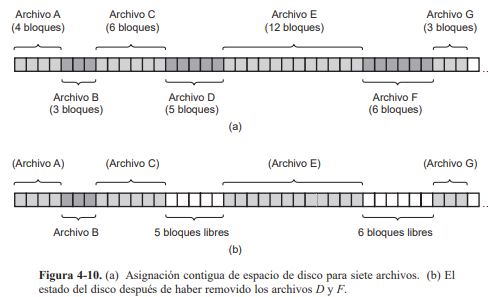 Archivo A Archivo C Archivo E Archivo G
(4 bloques) (6 bloques) (12 bloques) (3 bloques)
Archivo B Archivo D Archivo F
(3 bloques) (5 bloques) (6 bloques)
(a)
(Archivo A) (Archivo C) (Archivo E) (Archivo G)
Archivo B 5 bloques libres 6 bloques libres
(b)
Figura 4-10. (a) Asignación contigua de espacio de disco para siete archivos. (b) El
estado del disco después de haber removido los archivos D y F.